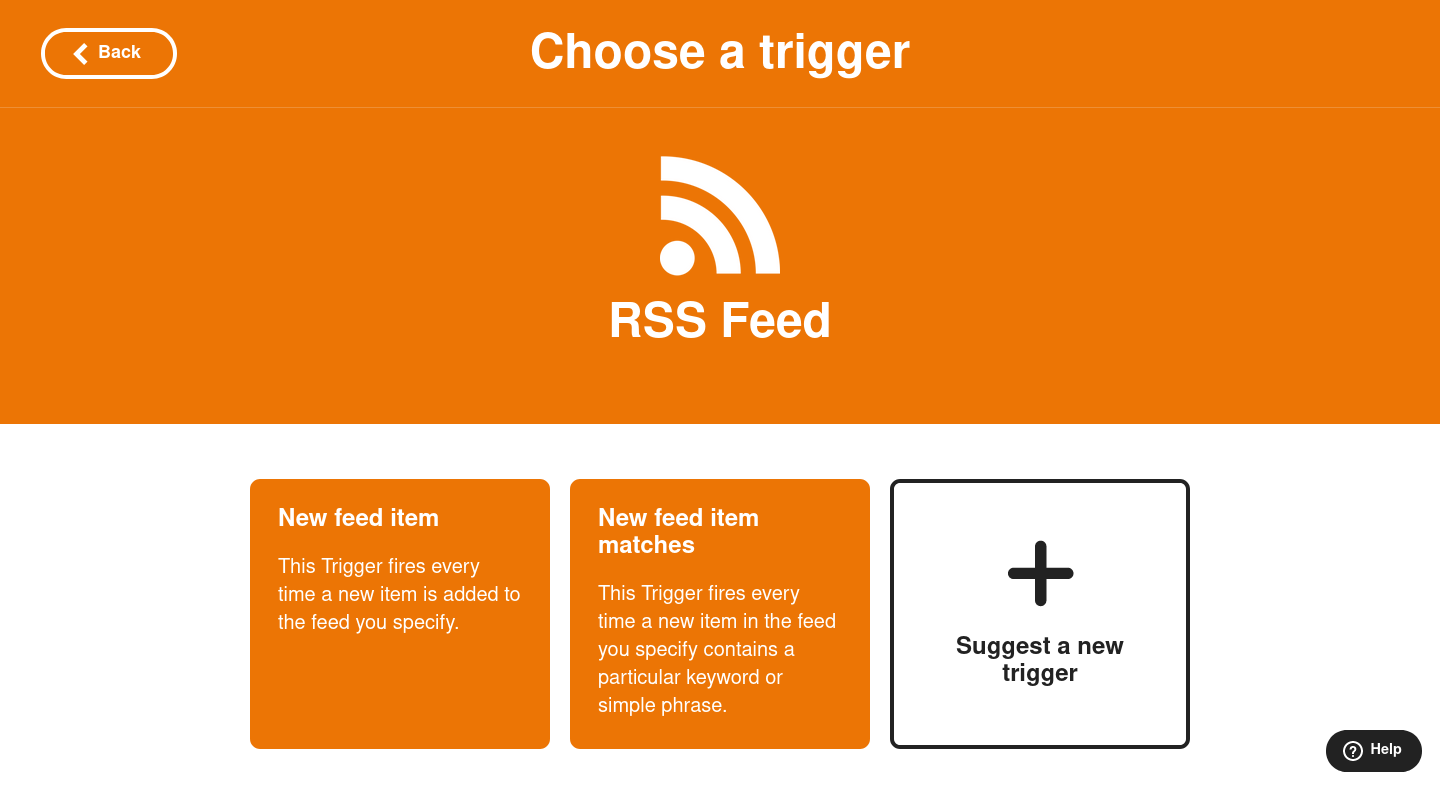 Back
Choose a trigger
RSS Feed
New feed item
This Trigger fires every
time a new item is added to
the feed you specify.
New feed item
matches
This Trigger fires every
time a new item in the feed
you specify contains a
particular keyword or
simple phrase.
Suggest a new
trigger
Help